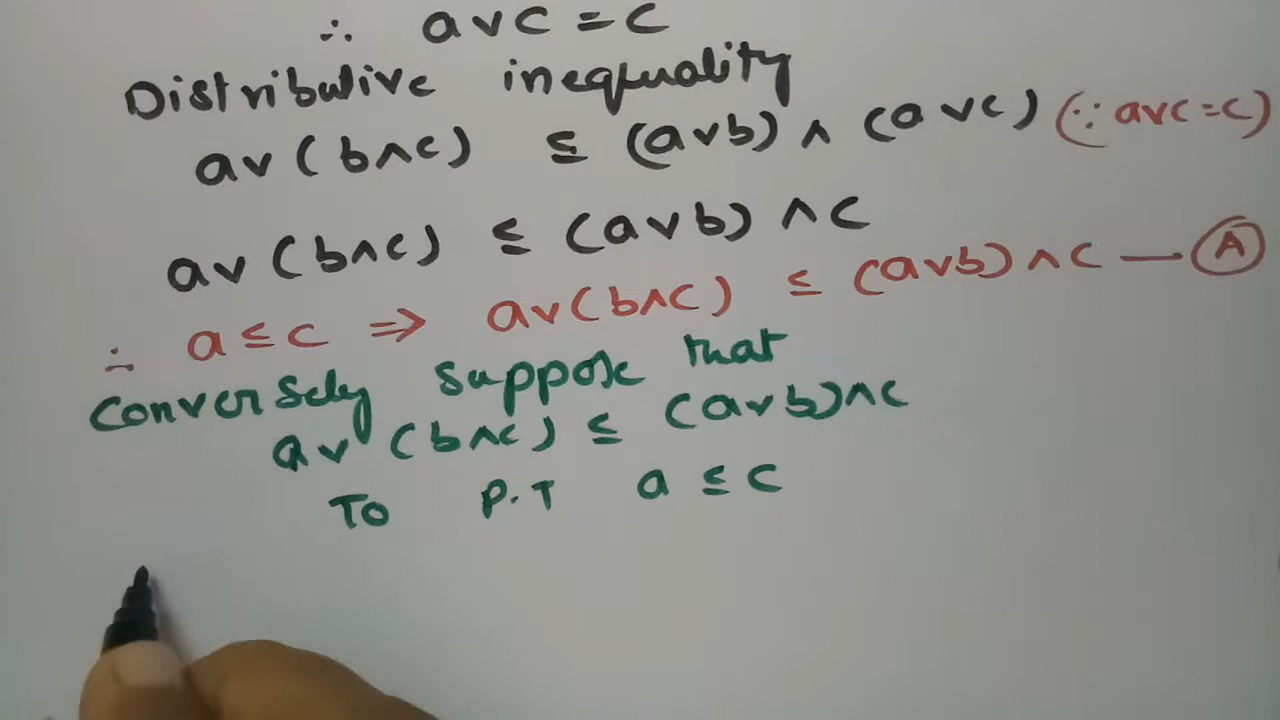 ∴ a∨c = c
Distributive inequality
a∨(b∧c) ≤ (a∨b) ∧ (a∨c) (∵ a∨c=c)
a∨(b∧c) ≤ (a∨b) ∧ c
∴ a ≤ c ⇒ a∨(b∧c) ≤ (a∨b)∧c — Ⓐ
Conversely suppose that
a∨(b∧c) ≤ (a∨b)∧c
To P.T a ≤ c